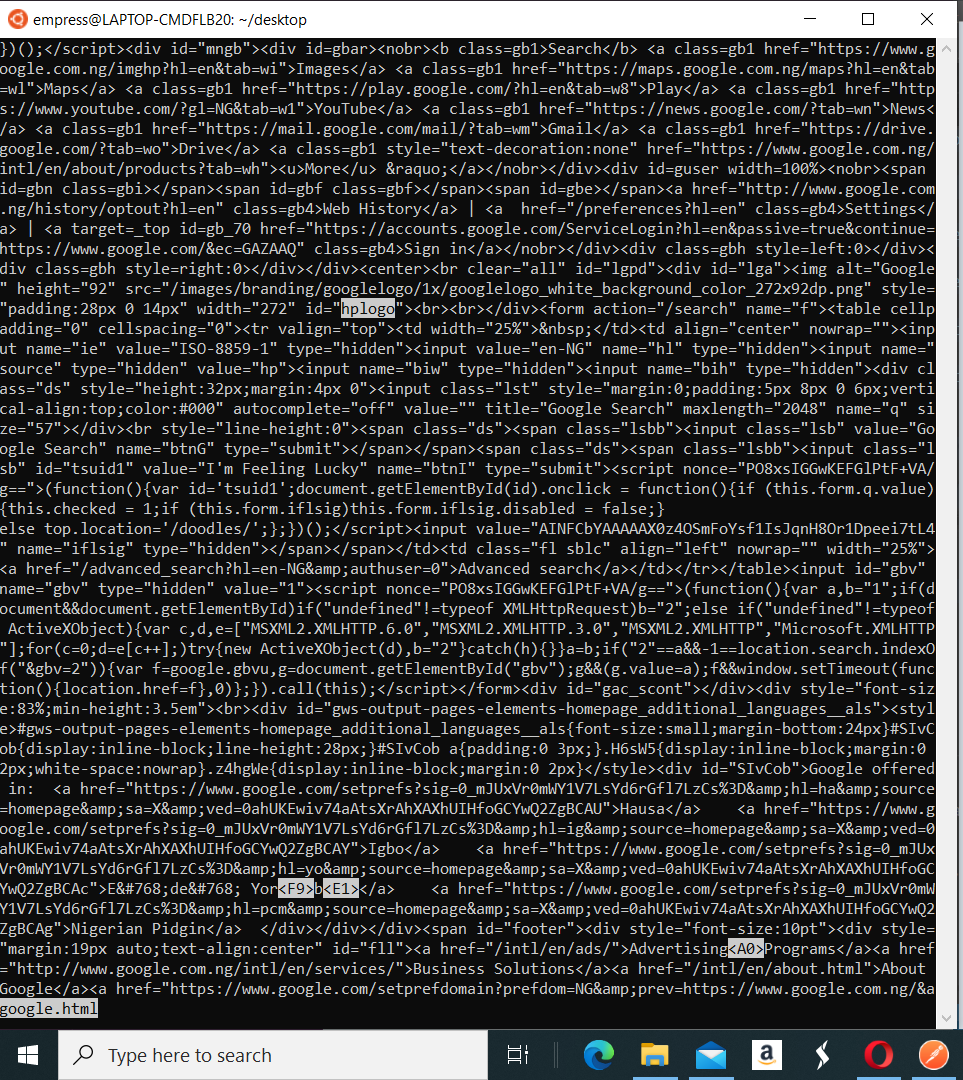 empress@LAPTOP-CMDFLB20: ~/desktop
})();</script><div id="mngb"><div id=gbar><nobr><b class=gb1>Search</b> <a class=gb1 href="https://www.g
oogle.com.ng/imghp?hl=en&tab=wi">Images</a> <a class=gb1 href="https://maps.google.com.ng/maps?hl=en&tab
=wl">Maps</a> <a class=gb1 href="https://play.google.com/?hl=en&tab=w8">Play</a> <a class=gb1 href="http
s://www.youtube.com/?gl=NG&tab=w1">YouTube</a> <a class=gb1 href="https://news.google.com/?tab=wn">News<
/a> <a class=gb1 href="https://mail.google.com/mail/?tab=wm">Gmail</a> <a class=gb1 href="https://drive.
google.com/?tab=wo">Drive</a> <a class=gb1 style="text-decoration:none" href="https://www.google.com.ng/
intl/en/about/products?tab=wh"><u>More</u> &raquo;</a></nobr></div><div id=guser width=100%><nobr><span
id=gbn class=gbi></span><span id=gbf class=gbf></span><span id=gbe></span><a href="http://www.google.com
.ng/history/optout?hl=en" class=gb4>Web History</a> | <a  href="/preferences?hl=en" class=gb4>Settings</
a> | <a target=_top id=gb_70 href="https://accounts.google.com/ServiceLogin?hl=en&passive=true&continue=
https://www.google.com/&ec=GAZAAQ" class=gb4>Sign in</a></nobr></div><div class=gbh style=left:0></div><
div class=gbh style=right:0></div></div><center><br clear="all" id="lgpd"><div id="lga"><img alt="Google
" height="92" src="/images/branding/googlelogo/1x/googlelogo_white_background_color_272x92dp.png" style=
"padding:28px 0 14px" width="272" id="hplogo"><br><br></div><form action="/search" name="f"><table cellp
adding="0" cellspacing="0"><tr valign="top"><td width="25%">&nbsp;</td><td align="center" nowrap=""><inp
ut name="ie" value="ISO-8859-1" type="hidden"><input value="en-NG" name="hl" type="hidden"><input name="
source" type="hidden" value="hp"><input name="biw" type="hidden"><input name="bih" type="hidden"><div cl
ass="ds" style="height:32px;margin:4px 0"><input class="lst" style="margin:0;padding:5px 8px 0 6px;verti
cal-align:top;color:#000" autocomplete="off" value="" title="Google Search" maxlength="2048" name="q" si
ze="57"></div><br style="line-height:0"><span class="ds"><span class="lsbb"><input class="lsb" value="Go
ogle Search" name="btnG" type="submit"></span></span><span class="ds"><span class="lsbb"><input class="l
sb" id="tsuid1" value="I'm Feeling Lucky" name="btnI" type="submit"><script nonce="PO8xsIGGwKEFGlPtF+VA/
g==">(function(){var id='tsuid1';document.getElementById(id).onclick = function(){if (this.form.q.value)
{this.checked = 1;if (this.form.iflsig)this.form.iflsig.disabled = false;}
else top.location='/doodles/';};})();</script><input value="AINFCbYAAAAAX0z4OSmFoYsf1IsJqnH8Or1Dpeei7tL4
" name="iflsig" type="hidden"></span></span></td><td class="fl sblc" align="left" nowrap="" width="25%">
<a href="/advanced_search?hl=en-NG&amp;authuser=0">Advanced search</a></td></tr></table><input id="gbv"
name="gbv" type="hidden" value="1"><script nonce="PO8xsIGGwKEFGlPtF+VA/g==">(function(){var a,b="1";if(d
ocument&&document.getElementById)if("undefined"!=typeof XMLHttpRequest)b="2";else if("undefined"!=typeof
 ActiveXObject){var c,d,e=["MSXML2.XMLHTTP.6.0","MSXML2.XMLHTTP.3.0","MSXML2.XMLHTTP","Microsoft.XMLHTTP
"];for(c=0;d=e[c++];)try{new ActiveXObject(d),b="2"}catch(h){}}a=b;if("2"==a&&-1==location.search.indexO
f("&gbv=2")){var f=google.gbvu,g=document.getElementById("gbv");g&&(g.value=a);f&&window.setTimeout(func
tion(){location.href=f},0)};}).call(this);</script></form><div id="gac_scont"></div><div style="font-siz
e:83%;min-height:3.5em"><br><div id="gws-output-pages-elements-homepage_additional_languages__als"><styl
e>#gws-output-pages-elements-homepage_additional_languages__als{font-size:small;margin-bottom:24px}#SIvC
ob{display:inline-block;line-height:28px;}#SIvCob a{padding:0 3px;}.H6sW5{display:inline-block;margin:0
2px;white-space:nowrap}.z4hgWe{display:inline-block;margin:0 2px}</style><div id="SIvCob">Google offered
 in:  <a href="https://www.google.com/setprefs?sig=0_mJUxVr0mWY1V7LsYd6rGfl7LzCs%3D&amp;hl=ha&amp;source
=homepage&amp;sa=X&amp;ved=0ahUKEwiv74aAtsXrAhXAXhUIHfoGCYwQ2ZgBCAU">Hausa</a>    <a href="https://www.g
oogle.com/setprefs?sig=0_mJUxVr0mWY1V7LsYd6rGfl7LzCs%3D&amp;hl=ig&amp;source=homepage&amp;sa=X&amp;ved=0
ahUKEwiv74aAtsXrAhXAXhUIHfoGCYwQ2ZgBCAY">Igbo</a>    <a href="https://www.google.com/setprefs?sig=0_mJUx
Vr0mWY1V7LsYd6rGfl7LzCs%3D&amp;hl=yo&amp;source=homepage&amp;sa=X&amp;ved=0ahUKEwiv74aAtsXrAhXAXhUIHfoGC
YwQ2ZgBCAc">E&#768;de&#768; Yor<F9>b<E1></a>    <a href="https://www.google.com/setprefs?sig=0_mJUxVr0mW
Y1V7LsYd6rGfl7LzCs%3D&amp;hl=pcm&amp;source=homepage&amp;sa=X&amp;ved=0ahUKEwiv74aAtsXrAhXAXhUIHfoGCYwQ2
ZgBCAg">Nigerian Pidgin</a>  </div></div></div><span id="footer"><div style="font-size:10pt"><div style=
"margin:19px auto;text-align:center" id="fll"><a href="/intl/en/ads/">Advertising<A0>Programs</a><a href
="http://www.google.com.ng/intl/en/services/">Business Solutions</a><a href="/intl/en/about.html">About
Google</a><a href="https://www.google.com/setprefdomain?prefdom=NG&amp;prev=https://www.google.com.ng/&a
google.html
Type here to search